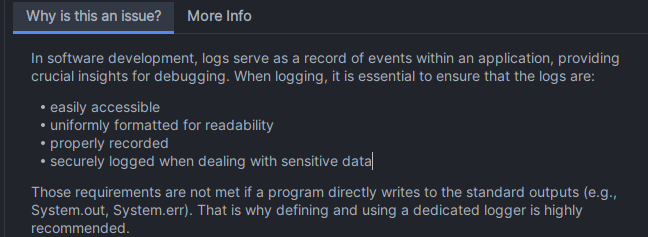 Why is this an issue? More Info
In software development, logs serve as a record of events within an application, providing
crucial insights for debugging. When logging, it is essential to ensure that the logs are:
• easily accessible
• uniformly formatted for readability
• properly recorded
• securely logged when dealing with sensitive data
Those requirements are not met if a program directly writes to the standard outputs (e.g.,
System.out, System.err). That is why defining and using a dedicated logger is highly
recommended.